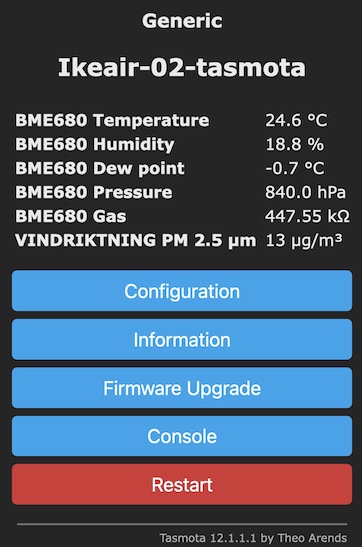 Generic
Ikeair-02-tasmota
BME680 Temperature 24.6 °C
BME680 Humidity 18.8 %
BME680 Dew point -0.7 °C
BME680 Pressure 840.0 hPa
BME680 Gas 447.55 kΩ
VINDRIKTNING PM 2.5 µm 13 µg/m³
Configuration
Information
Firmware Upgrade
Console
Restart
Tasmota 12.1.1.1 by Theo Arends